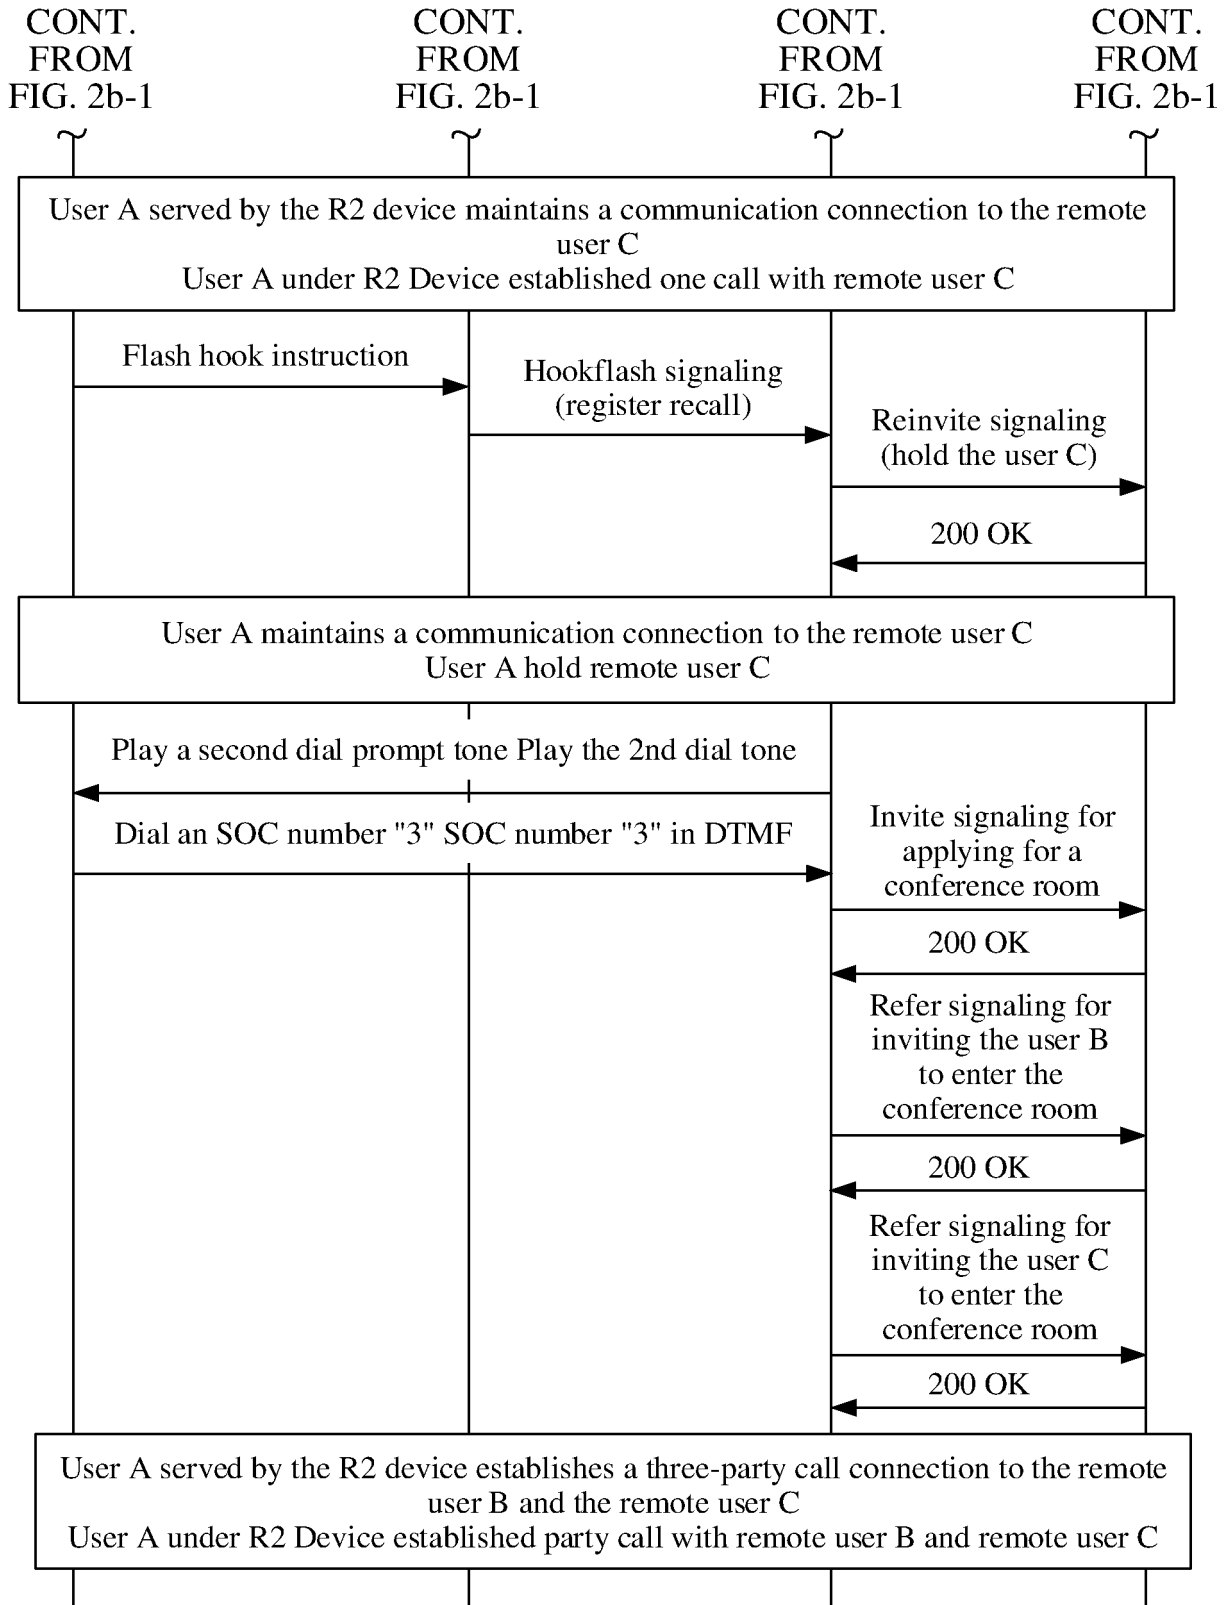 CONT.
FROM
FIG. 2b-1
CONT.
FROM
FIG. 2b-1
CONT.
FROM
FIG. 2b-1
CONT.
FROM
FIG. 2b-1
User A served by the R2 device maintains a communication connection to the remote
user C
User A under R2 Device established one call with remote user C
Flash hook instruction
Hookflash signaling
(register recall)
Reinvite signaling
(hold the user C)
200 OK
User A maintains a communication connection to the remote user C
User A hold remote user C
Play a second dial prompt tone Play the 2nd dial tone
Dial an SOC number "3" SOC number "3" in DTMF
Invite signaling for
applying for a
conference room
200 OK
Refer signaling for
inviting the user B
to enter the
conference room
200 OK
Refer signaling for
inviting the user C
to enter the
conference room
200 OK
User A served by the R2 device establishes a three-party call connection to the remote
user B and the remote user C
User A under R2 Device established party call with remote user B and remote user C